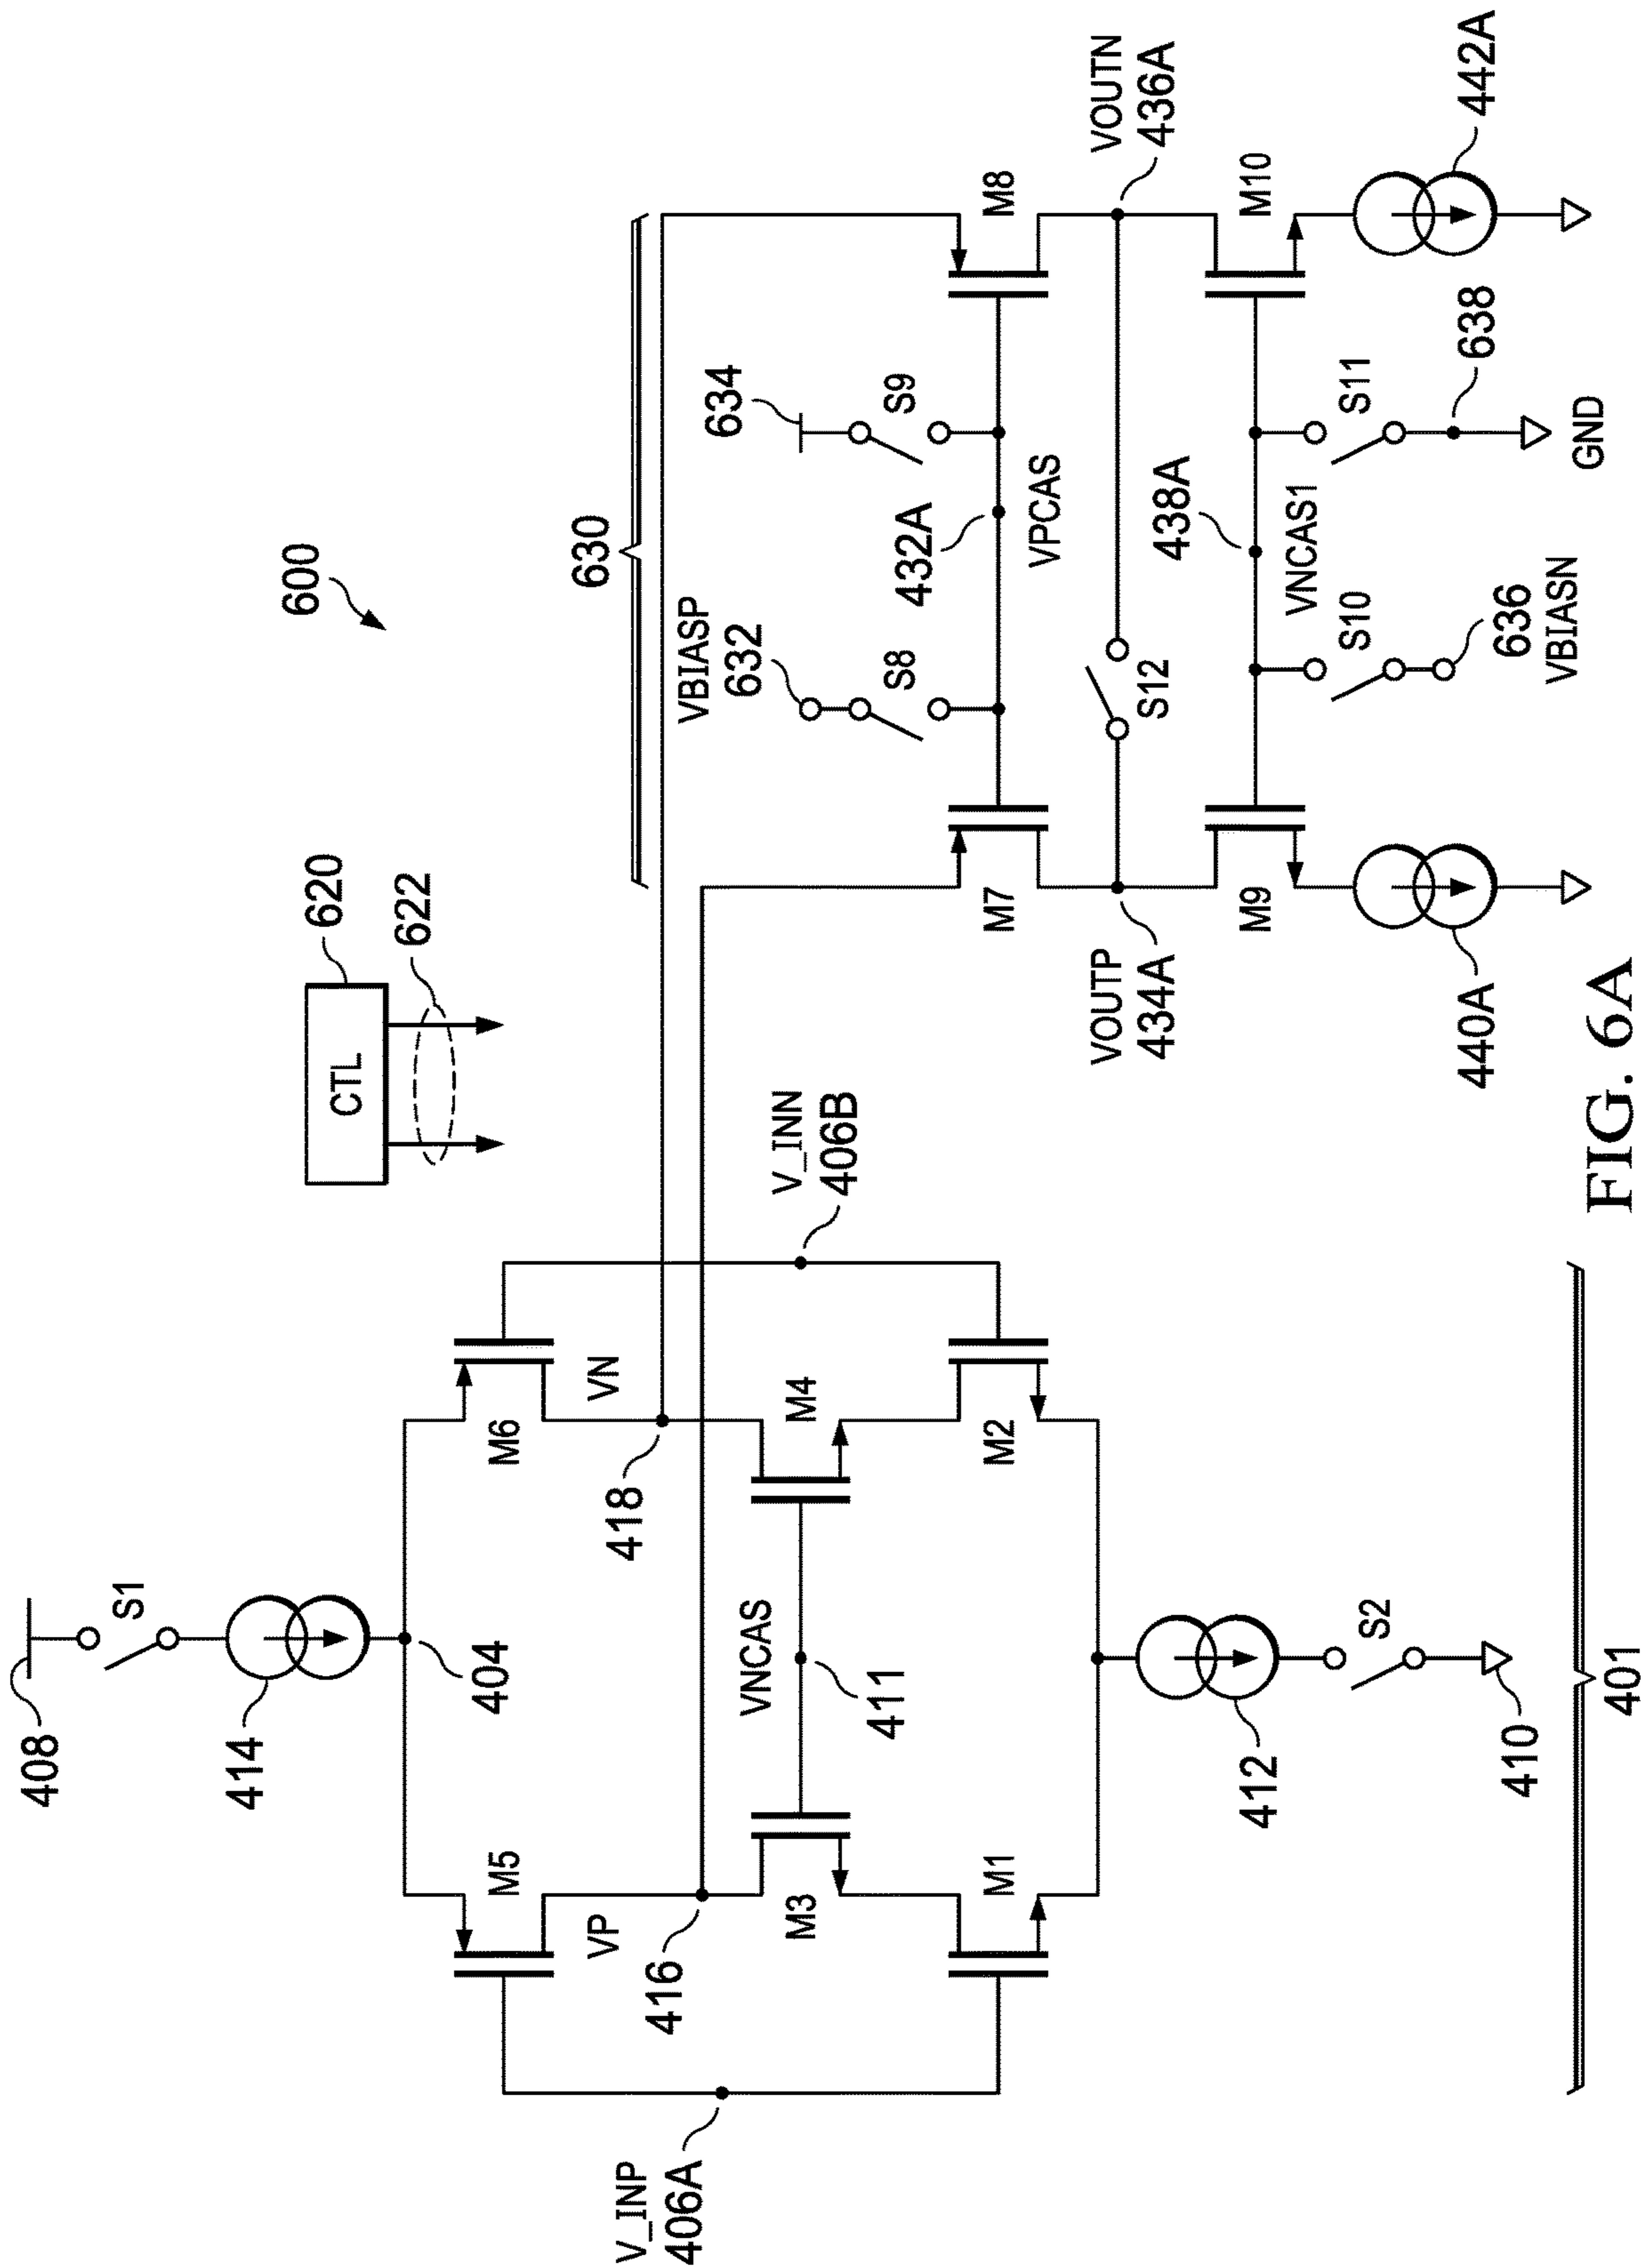 600
408
S1
414
404
CTL
620
622
M5
M6
VP
VN
416
418
630
VBIASP
632
S8
634
S9
432A
VPCAS
M7
M8
V_INP
406A
V_INN
406B
VNCAS
411
M3
M4
M1
M2
VOUTP
434A
S12
VOUTN
436A
438A
VNCAS1
M9
M10
S10
636
VBIASN
S11
638
GND
440A
442A
412
S2
410
401
FIG. 6A